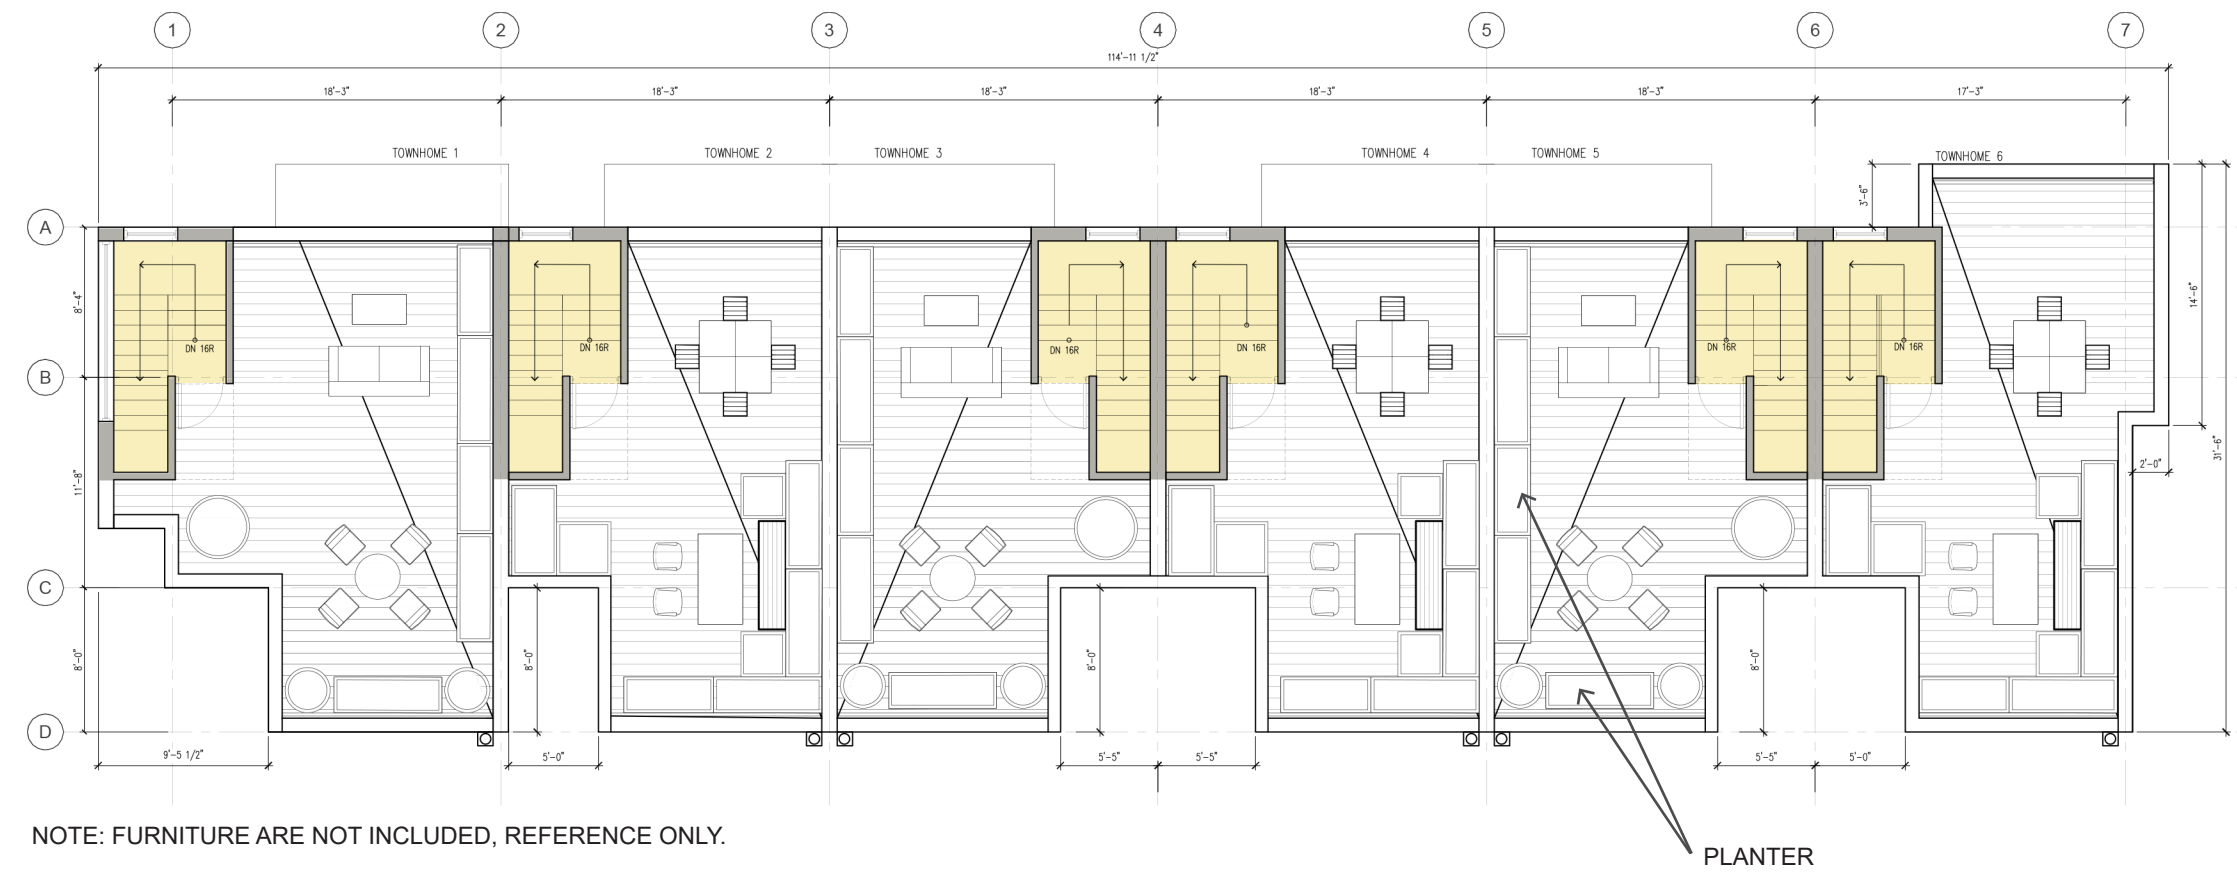 1 2 3 4 5 6 7
114'-11 1/2"
18'-3" 18'-3" 18'-3" 18'-3" 18'-3" 17'-3"
TOWNHOME 1 TOWNHOME 2 TOWNHOME 3 TOWNHOME 4 TOWNHOME 5 TOWNHOME 6
3'-6"
A
8'-4"
14'-6"
DN 16R DN 16R DN 16R DN 16R DN 16R DN 16R
B
31'-6"
2'-0"
11'-8"
C
8'-0" 8'-0" 8'-0" 8'-0"
D
9'-5 1/2" 5'-0" 5'-5" 5'-5" 5'-5" 5'-0"
NOTE: FURNITURE ARE NOT INCLUDED, REFERENCE ONLY.
PLANTER